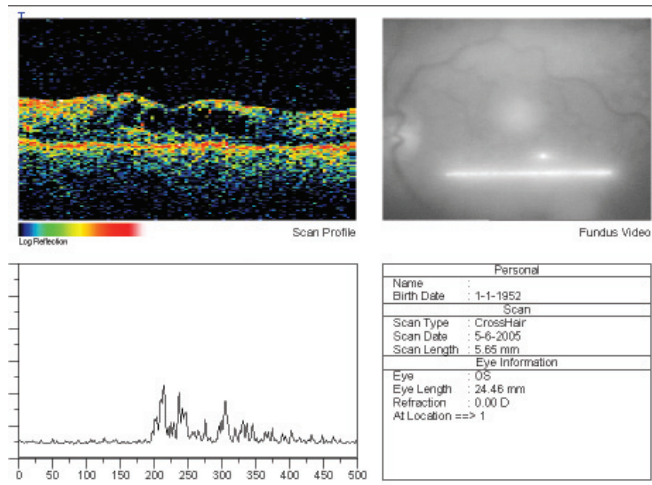 T
Log Reflection
Scan Profile
Fundus Video
Personal
Name :
Birth Date : 1-1-1952
Scan
Scan Type : CrossHair
Scan Date : 5-6-2005
Scan Length : 5.65 mm
Eye Information
Eye : OS
Eye Length : 24.46 mm
Refraction : 0.00 D
At Location ==> 1
0 50 100 150 200 250 300 350 400 450 500